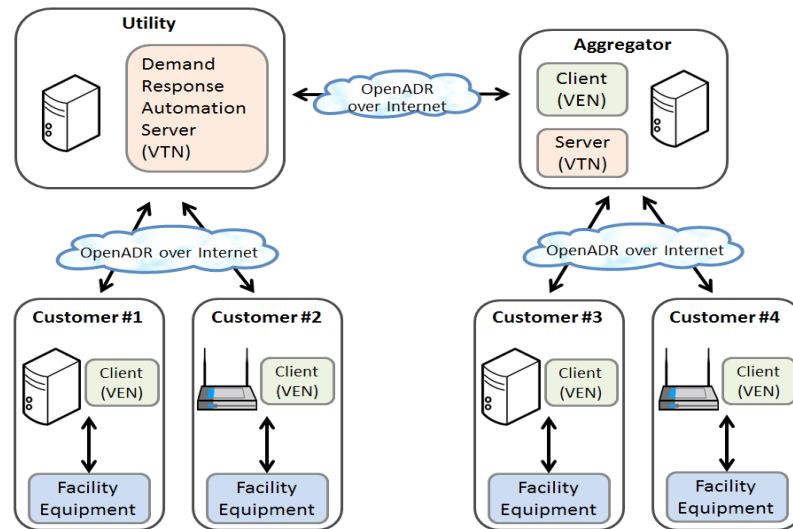 Utility
Demand
Response
Automation
Server
(VTN)
OpenADR
over Internet
Aggregator
Client
(VEN)
Server
(VTN)
OpenADR over Internet
OpenADR over Internet
Customer #1
Client
(VEN)
Facility
Equipment
Customer #2
Client
(VEN)
Facility
Equipment
Customer #3
Client
(VEN)
Facility
Equipment
Customer #4
Client
(VEN)
Facility
Equipment